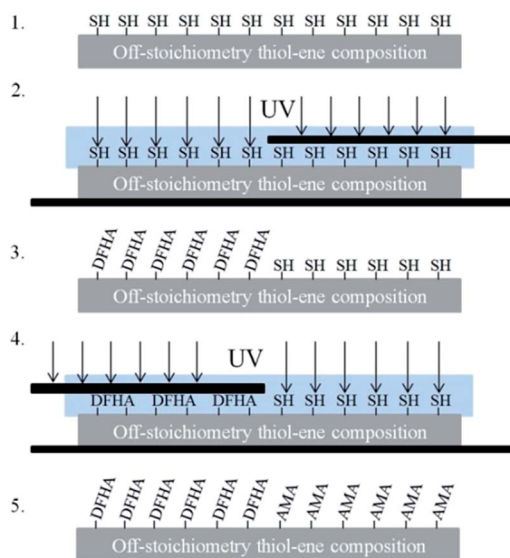 1. SH SH SH SH SH SH SH SH SH SH SH SH
Off-stoichiometry thiol-ene composition
2. UV
SH SH SH SH SH SH SH SH SH SH SH SH
Off-stoichiometry thiol-ene composition
3. DFHA DFHA DFHA DFHA DFHA DFHA SH SH SH SH SH SH
Off-stoichiometry thiol-ene composition
4. UV
DFHA DFHA DFHA SH SH SH SH SH SH
Off-stoichiometry thiol-ene composition
5. DFHA DFHA DFHA DFHA DFHA DFHA AMA AMA AMA AMA AMA AMA
Off-stoichiometry thiol-ene composition